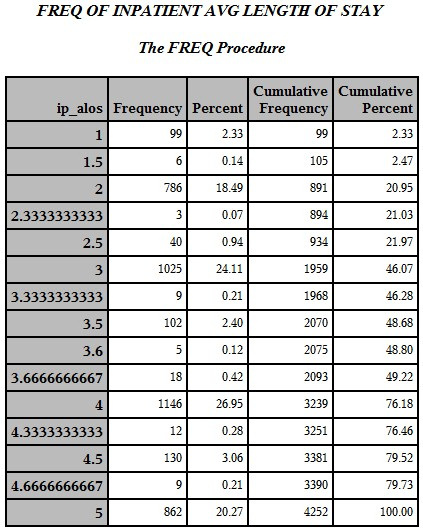 FREQ OF INPATIENT AVG LENGTH OF STAY
The FREQ Procedure
ip_alos Frequency Percent Cumulative Frequency Cumulative Percent
1 99 2.33 99 2.33
1.5 6 0.14 105 2.47
2 786 18.49 891 20.95
2.3333333333 3 0.07 894 21.03
2.5 40 0.94 934 21.97
3 1025 24.11 1959 46.07
3.3333333333 9 0.21 1968 46.28
3.5 102 2.40 2070 48.68
3.6 5 0.12 2075 48.80
3.6666666667 18 0.42 2093 49.22
4 1146 26.95 3239 76.18
4.3333333333 12 0.28 3251 76.46
4.5 130 3.06 3381 79.52
4.6666666667 9 0.21 3390 79.73
5 862 20.27 4252 100.00